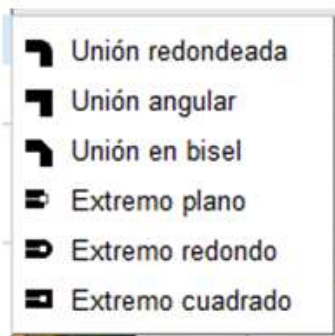 Unión redondeada
Unión angular
Unión en bisel
Extremo plano
Extremo redondo
Extremo cuadrado